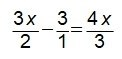 3x/2 − 3/1 = 4x/3